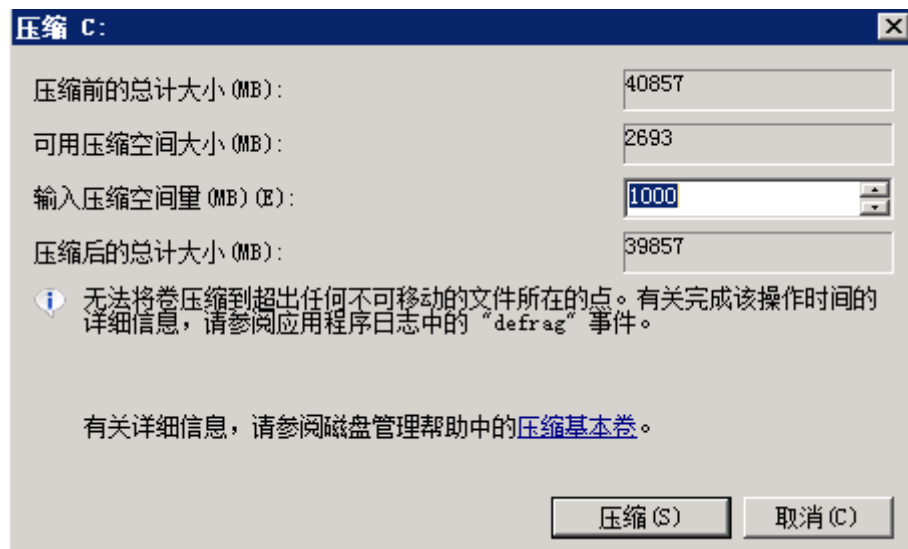 压缩 C:
压缩前的总计大小(MB): 40857
可用压缩空间大小(MB): 2693
输入压缩空间量(MB)(E): 1000
压缩后的总计大小(MB): 39857
无法将卷压缩到超出任何不可移动的文件所在的点。有关完成该操作时间的
详细信息，请参阅应用程序日志中的 "defrag" 事件。
有关详细信息，请参阅磁盘管理帮助中的压缩基本卷。
压缩(S) 取消(C)